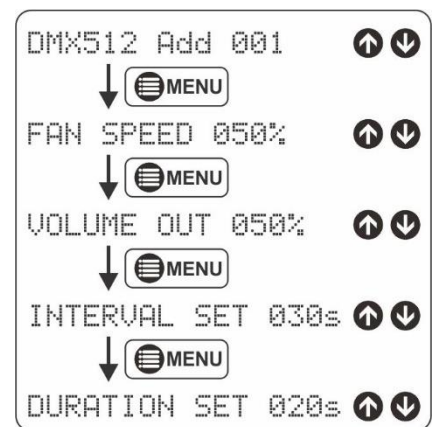 DMX512 Add 001
MENU
FAN SPEED 050%
MENU
VOLUME OUT 050%
MENU
INTERVAL SET 030s
MENU
DURATION SET 020s